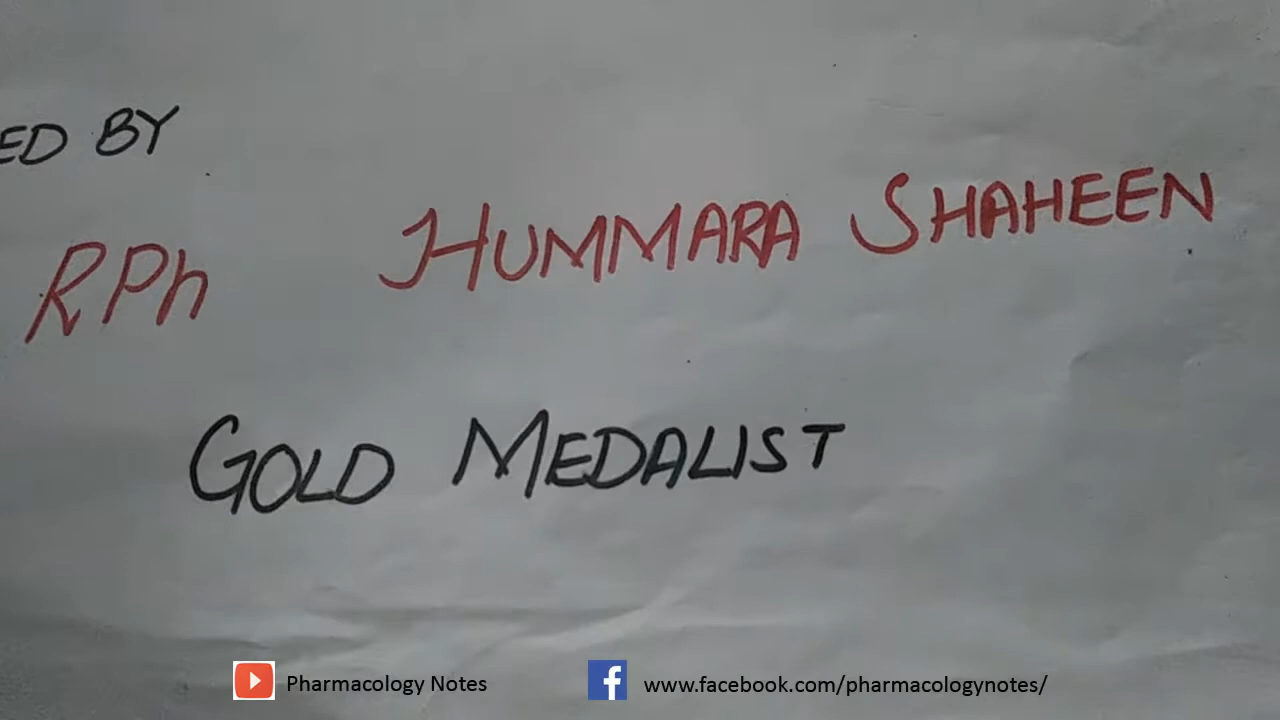 ED BY
RPh HUMMARA SHAHEEN
GOLD MEDALIST
Pharmacology Notes www.facebook.com/pharmacologynotes/